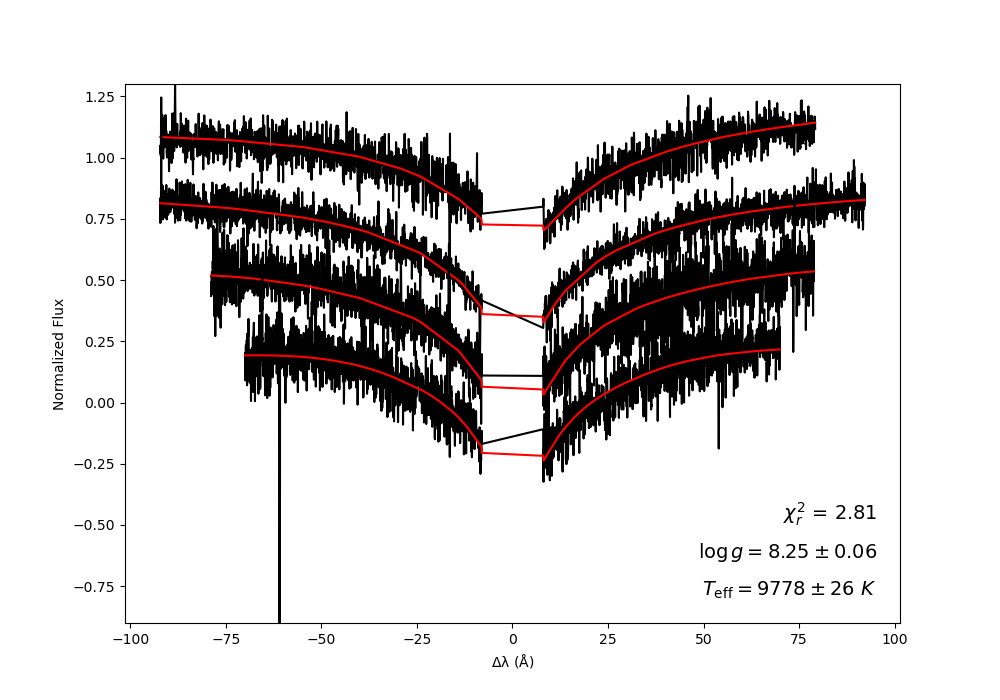 1.25
1.00
0.75
0.50
0.25
0.00
−0.25
−0.50
−0.75
Normalized Flux
χ²ᵣ = 2.81
log g = 8.25 ± 0.06
T_eff = 9778 ± 26 K
−100 −75 −50 −25 0 25 50 75 100
Δλ (Å)